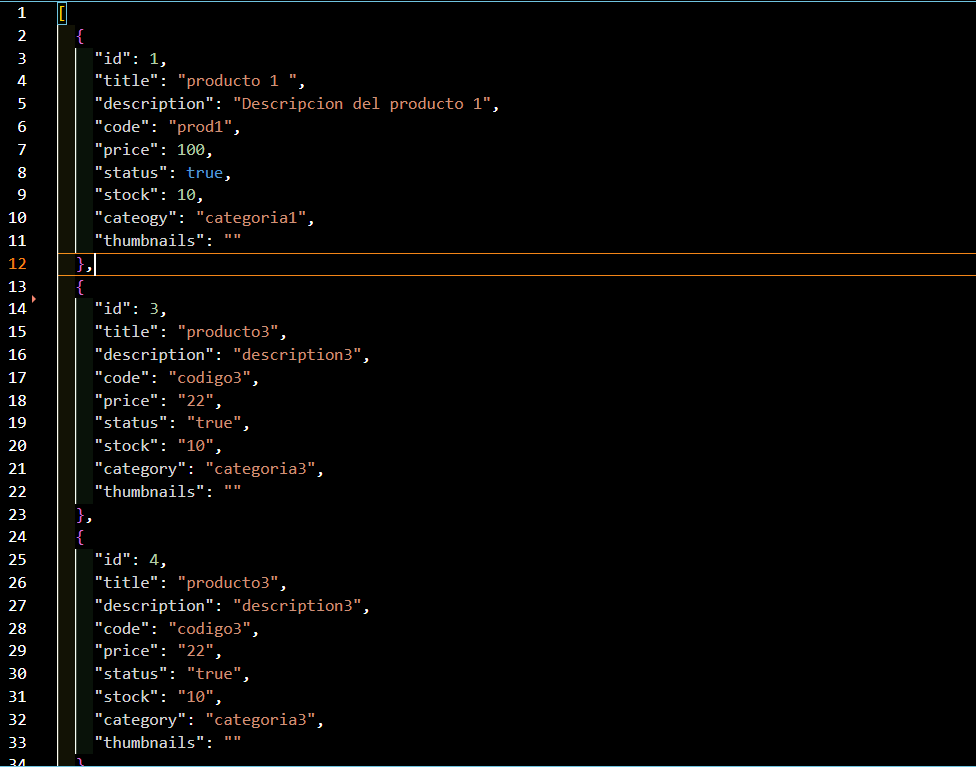 1 [
2 {
3 "id": 1,
4 "title": "producto 1 ",
5 "description": "Descripcion del producto 1",
6 "code": "prod1",
7 "price": 100,
8 "status": true,
9 "stock": 10,
10 "cateogy": "categoria1",
11 "thumbnails": ""
12 },
13 {
14 "id": 3,
15 "title": "producto3",
16 "description": "description3",
17 "code": "codigo3",
18 "price": "22",
19 "status": "true",
20 "stock": "10",
21 "category": "categoria3",
22 "thumbnails": ""
23 },
24 {
25 "id": 4,
26 "title": "producto3",
27 "description": "description3",
28 "code": "codigo3",
29 "price": "22",
30 "status": "true",
31 "stock": "10",
32 "category": "categoria3",
33 "thumbnails": ""
34 }